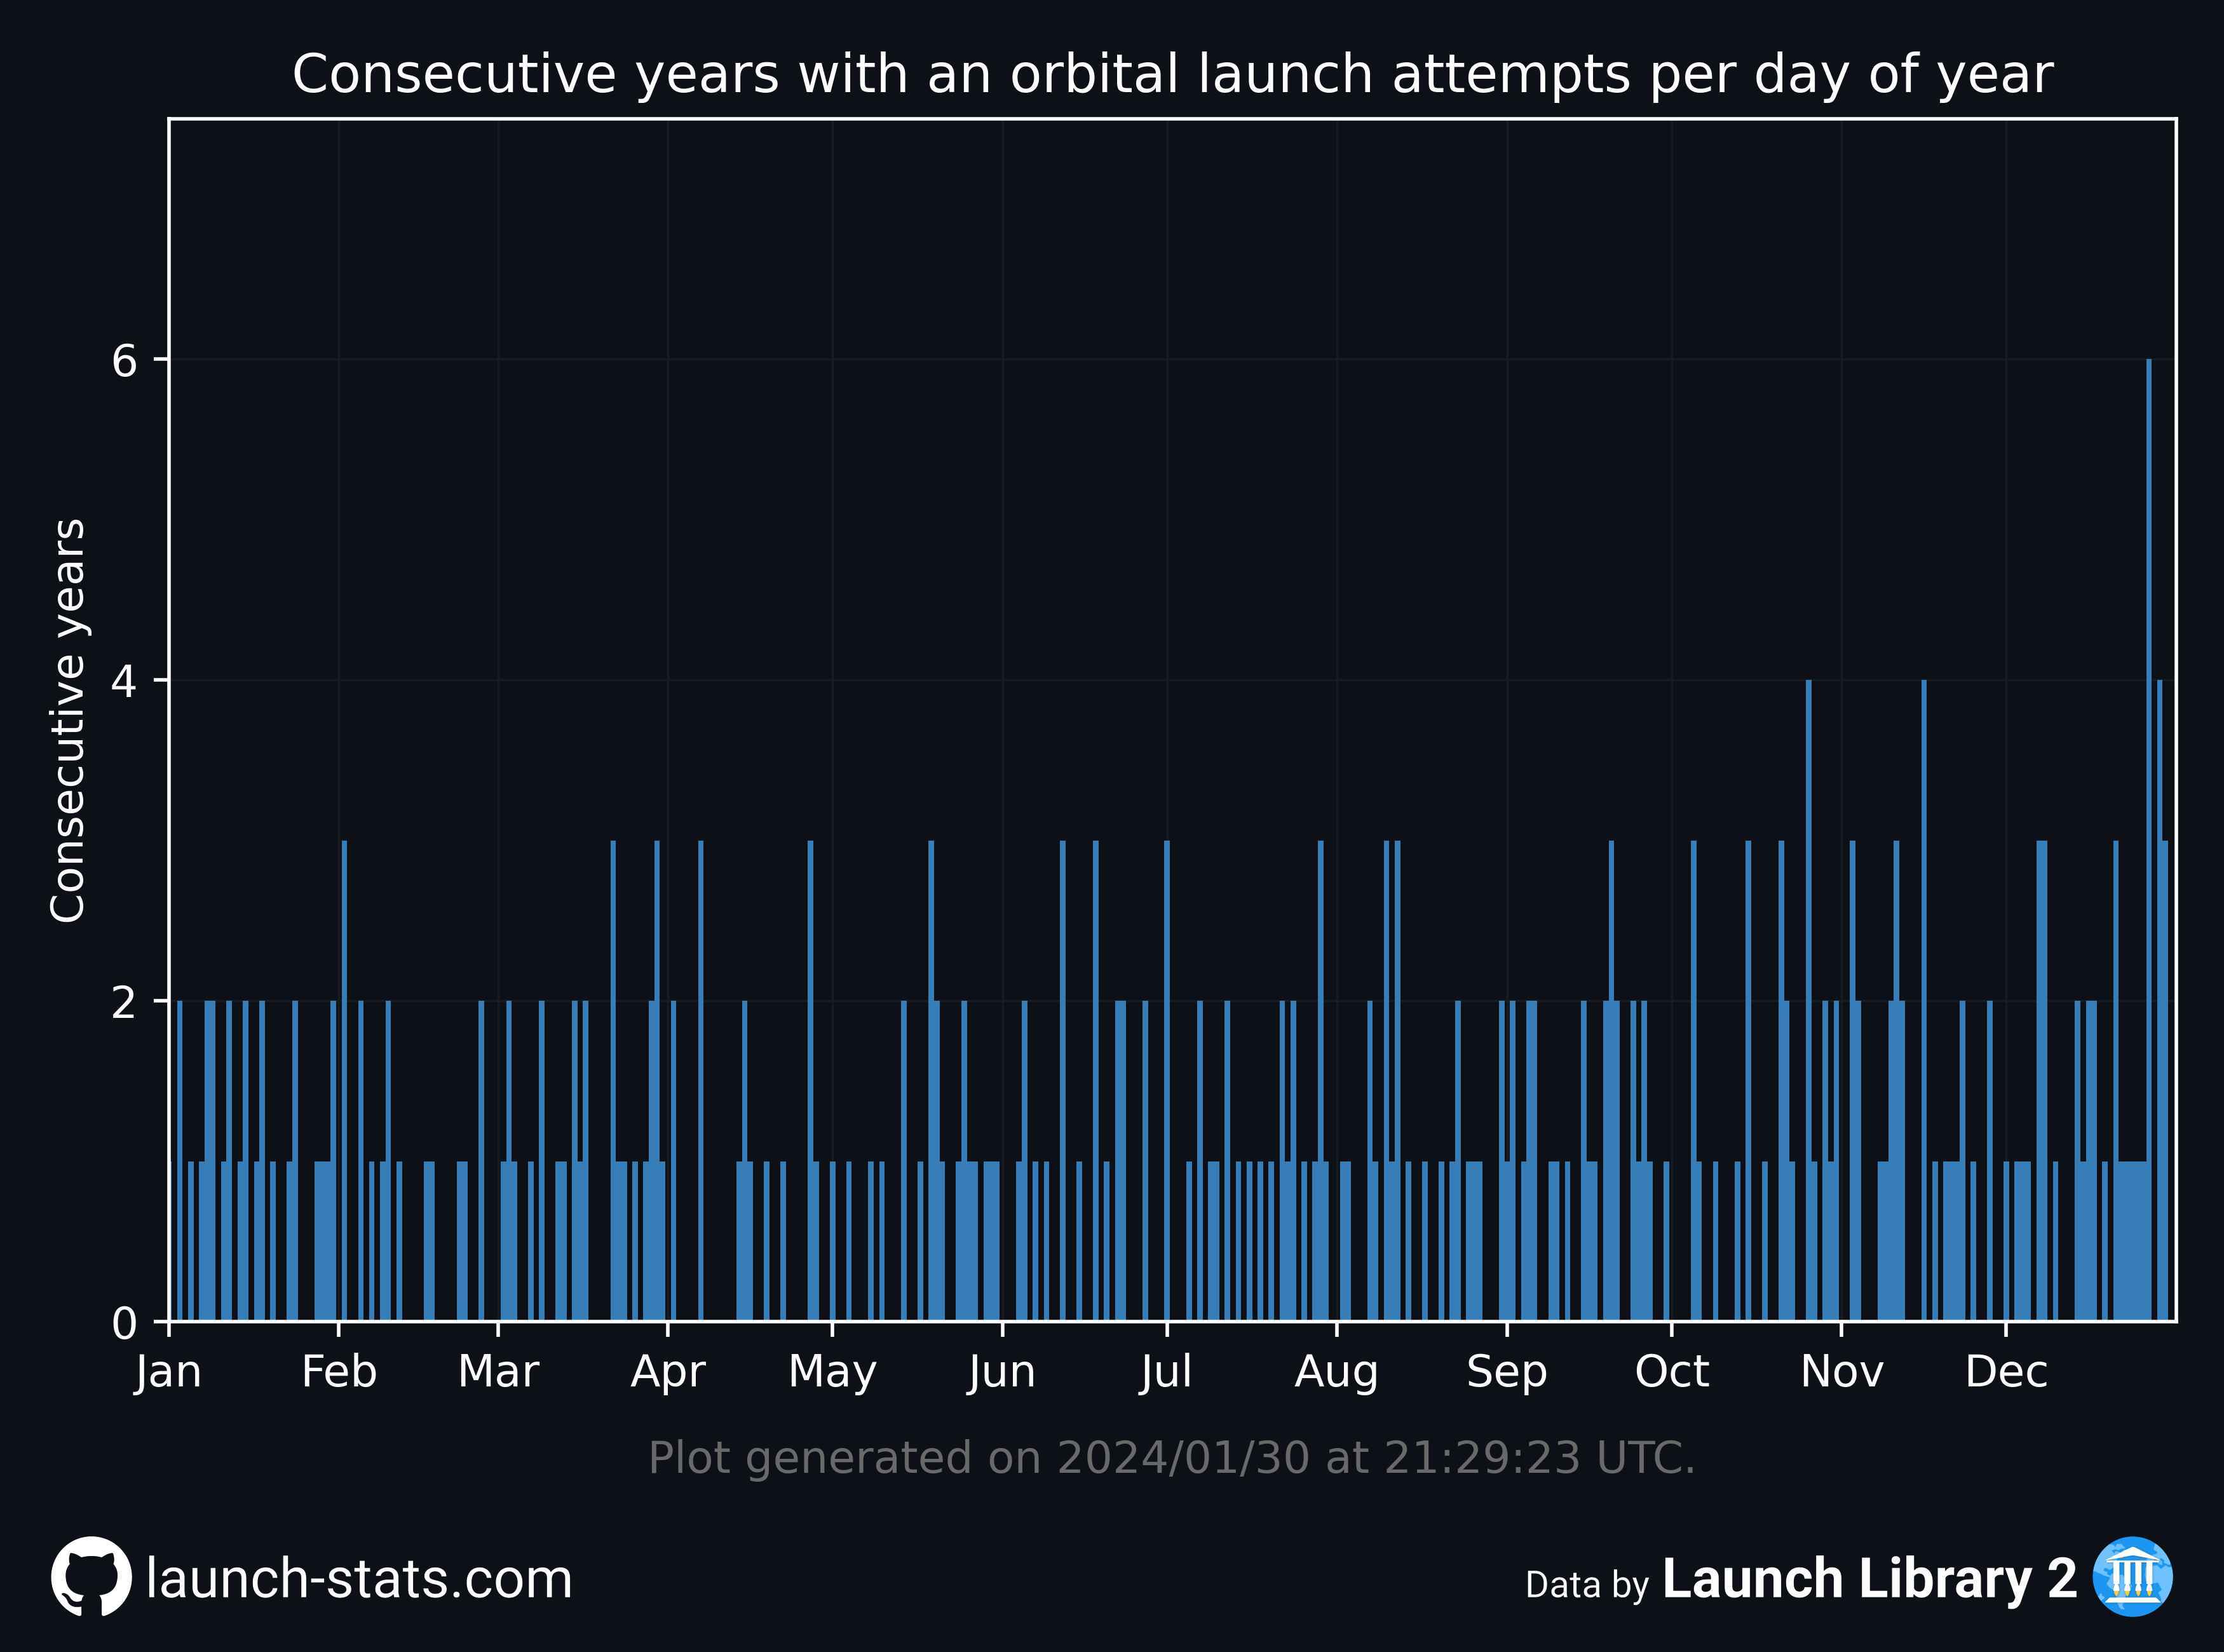 Consecutive years with an orbital launch attempts per day of year
Consecutive years
6
4
2
0
Jan Feb Mar Apr May Jun Jul Aug Sep Oct Nov Dec
Plot generated on 2024/01/30 at 21:29:23 UTC.
launch-stats.com
Data by Launch Library 2